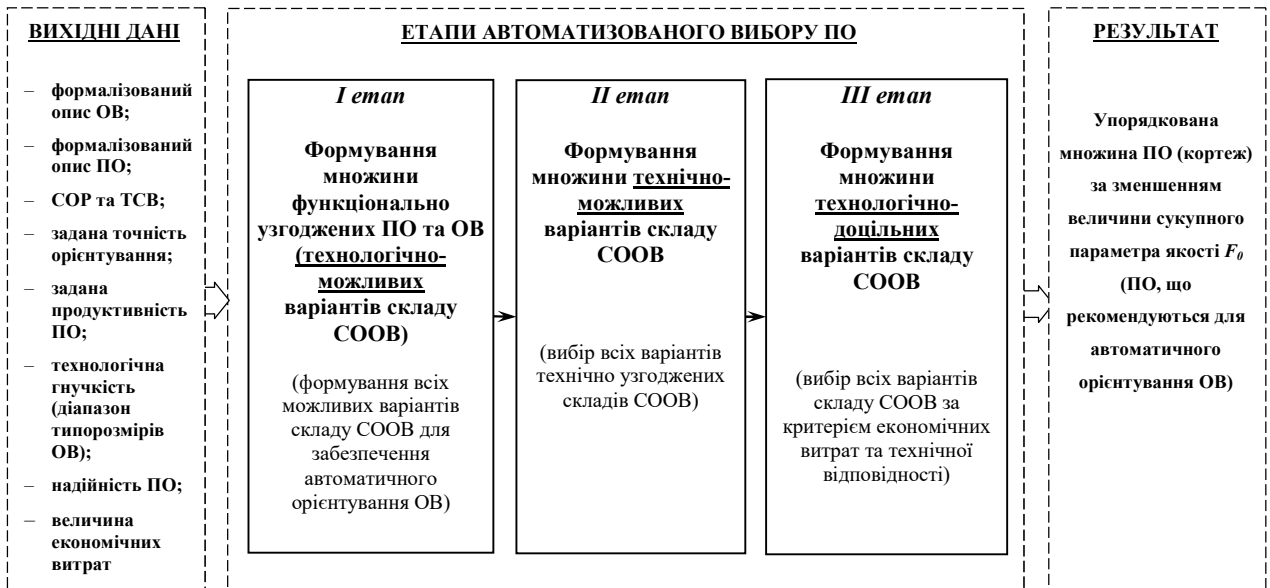 ВИХІДНІ ДАНІ
– формалізований
опис ОВ;
– формалізований
опис ПО;
– СОР та ТСВ;
– задана точність
орієнтування;
– задана
продуктивність
ПО;
– технологічна
гнучкість
(діапазон
типорозмірів
ОВ);
– надійність ПО;
– величина
економічних
витрат
ЕТАПИ АВТОМАТИЗОВАНОГО ВИБОРУ ПО
I етап
Формування
множини
функціонально
узгоджених ПО та ОВ
(технологічно-
можливих
варіантів складу
СООВ)
(формування всіх
можливих варіантів
складу СООВ для
забезпечення
автоматичного
орієнтування ОВ)
II етап
Формування
множини технічно-
можливих
варіантів складу
СООВ
(вибір всіх варіантів
технічно узгоджених
складів СООВ)
III етап
Формування
множини
технологічно-
доцільних
варіантів складу
СООВ
(вибір всіх варіантів
складу СООВ за
критерієм економічних
витрат та технічної
відповідності)
РЕЗУЛЬТАТ
Упорядкована
множина ПО (кортеж)
за зменшенням
величини сукупного
параметра якості F0
(ПО, що
рекомендуються для
автоматичного
орієнтування ОВ)